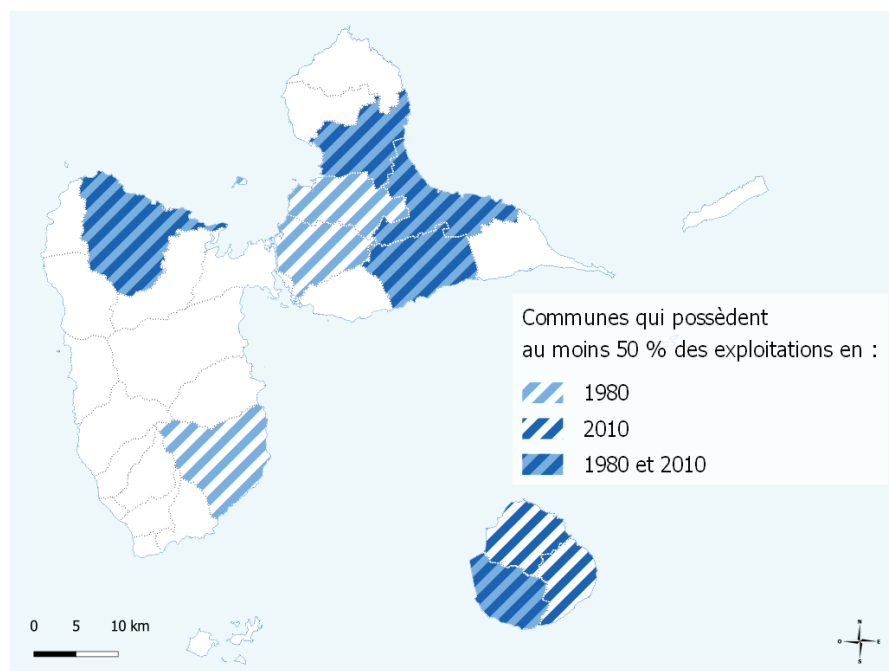 Communes qui possèdent
au moins 50 % des exploitations en :
1980
2010
1980 et 2010
0 5 10 km
N
O E
S